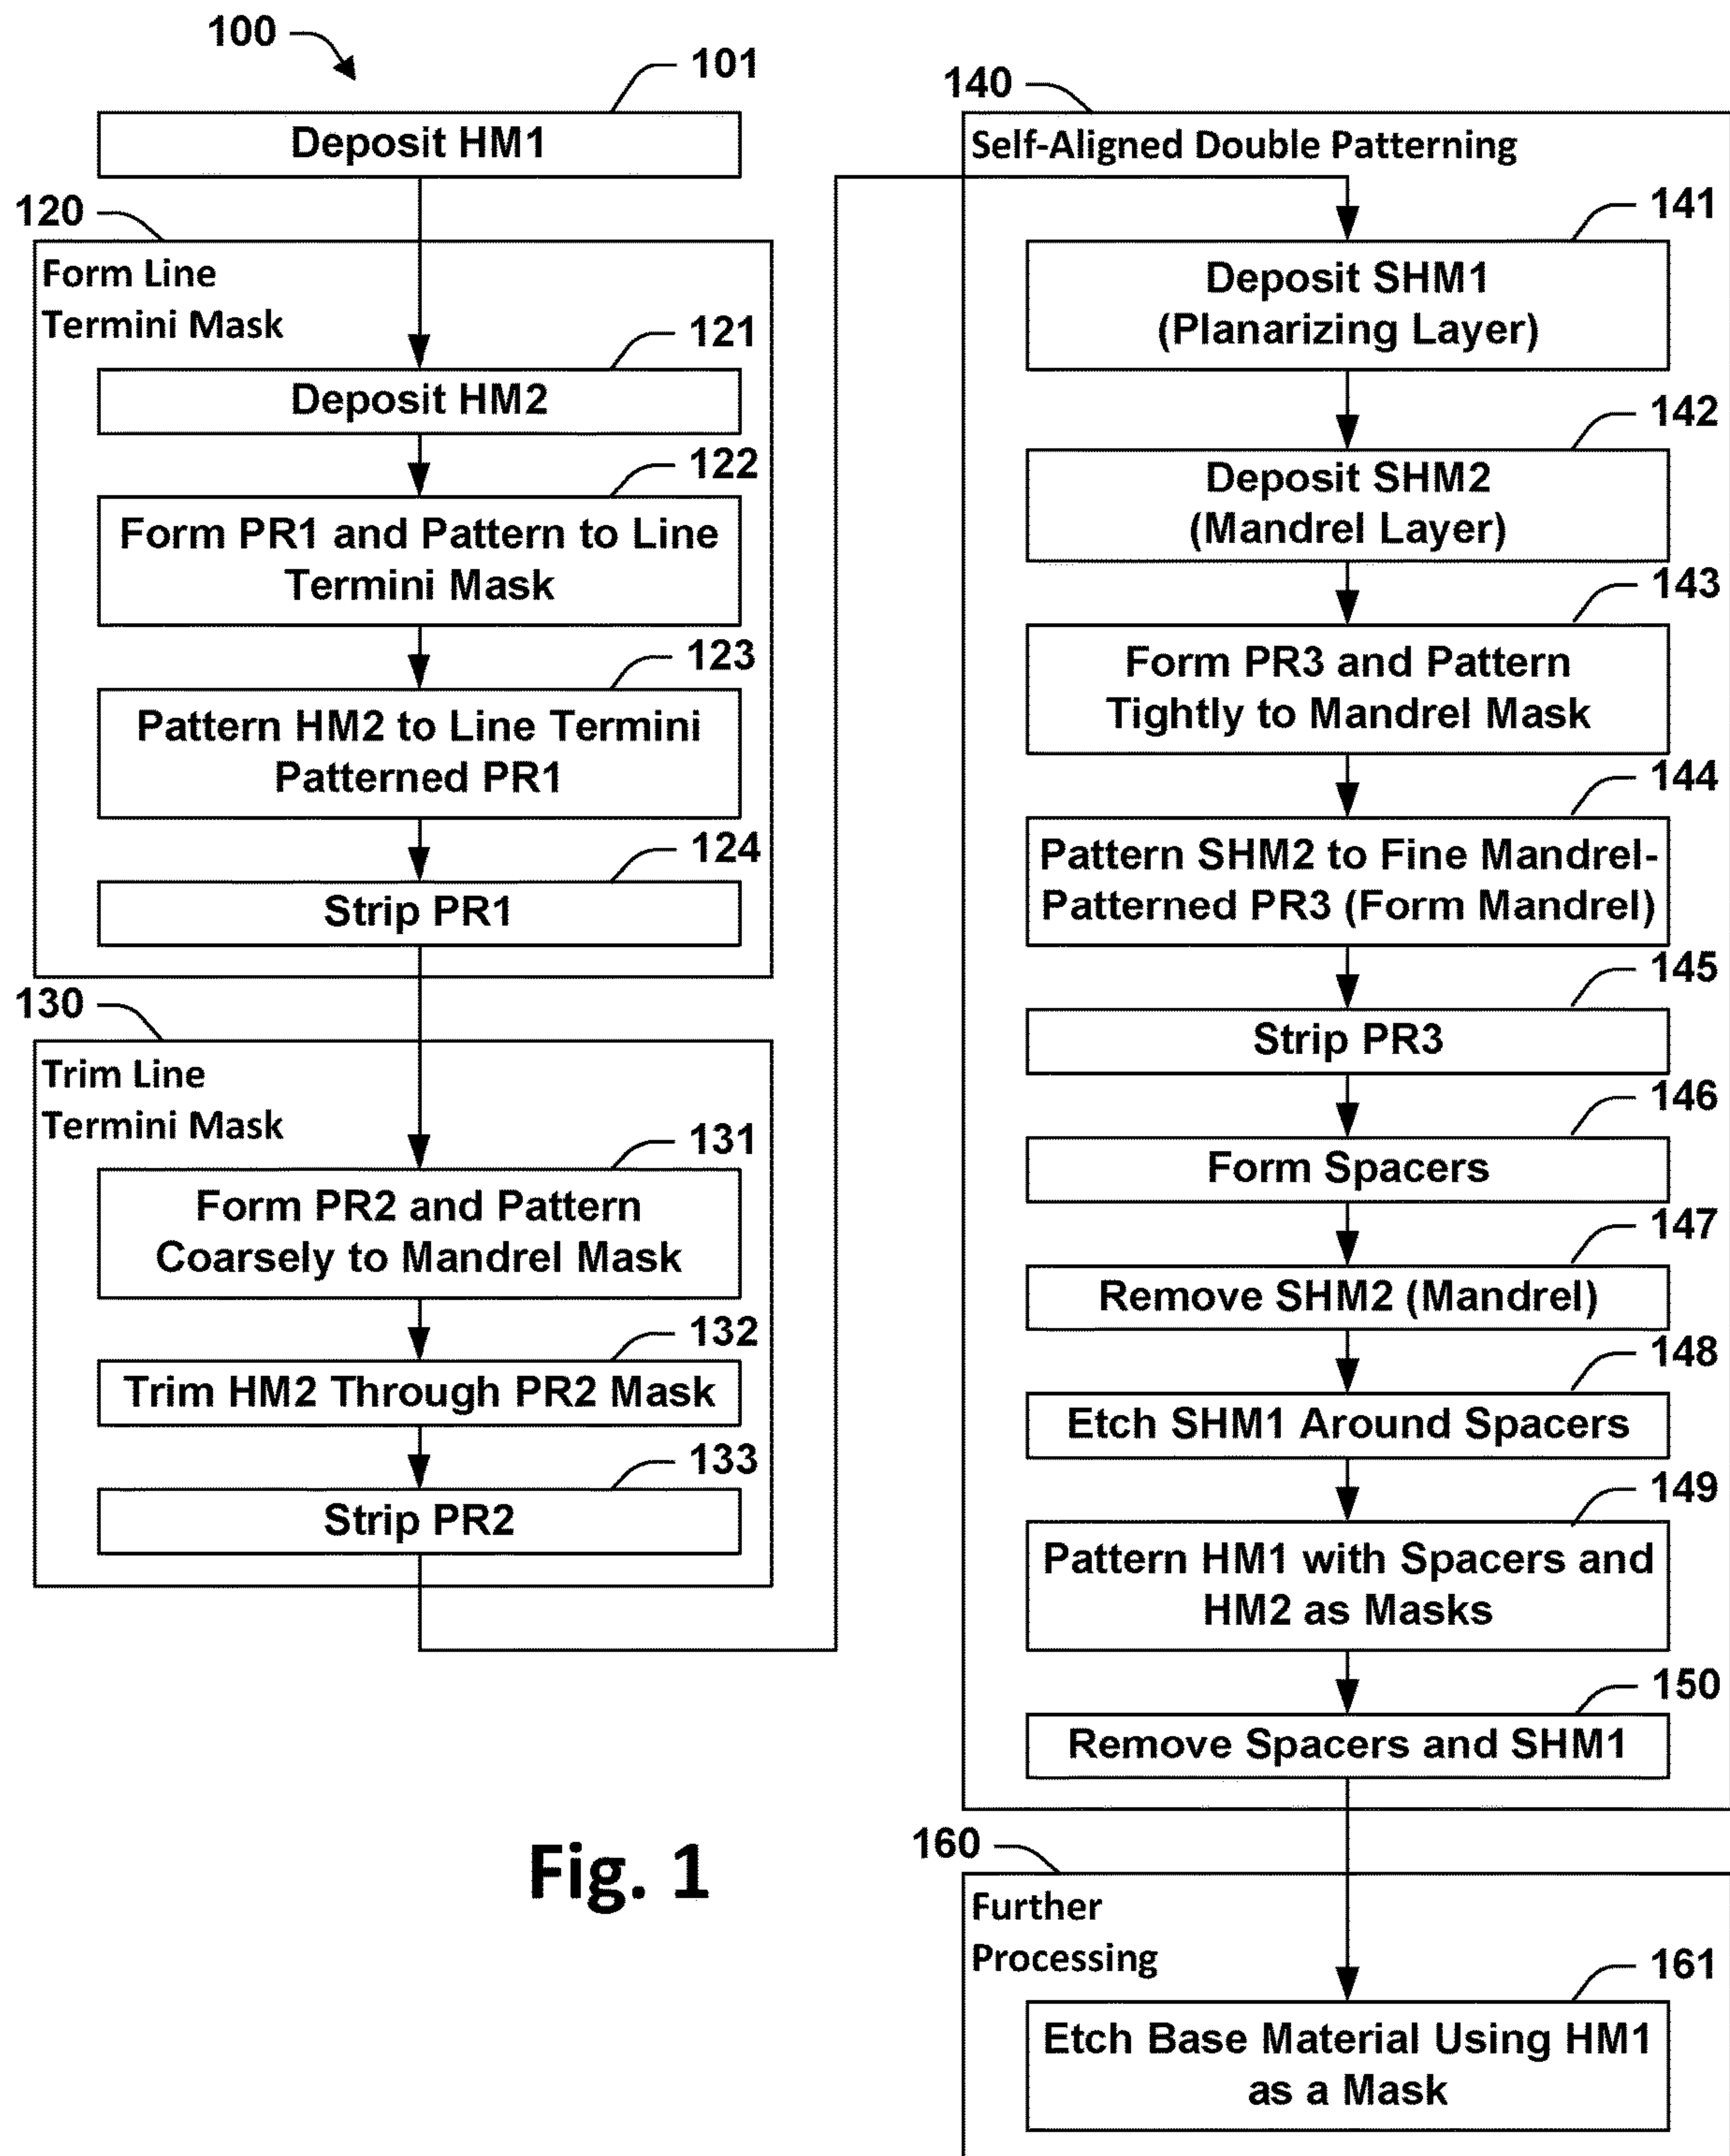 100
101
Deposit HM1
120
Form Line
Termini Mask
121
Deposit HM2
122
Form PR1 and Pattern to Line
Termini Mask
123
Pattern HM2 to Line Termini
Patterned PR1
124
Strip PR1
130
Trim Line
Termini Mask
131
Form PR2 and Pattern
Coarsely to Mandrel Mask
132
Trim HM2 Through PR2 Mask
133
Strip PR2
140
Self-Aligned Double Patterning
141
Deposit SHM1
(Planarizing Layer)
142
Deposit SHM2
(Mandrel Layer)
143
Form PR3 and Pattern
Tightly to Mandrel Mask
144
Pattern SHM2 to Fine Mandrel-
Patterned PR3 (Form Mandrel)
145
Strip PR3
146
Form Spacers
147
Remove SHM2 (Mandrel)
148
Etch SHM1 Around Spacers
149
Pattern HM1 with Spacers and
HM2 as Masks
150
Remove Spacers and SHM1
160
Further
Processing
161
Etch Base Material Using HM1
as a Mask
Fig. 1